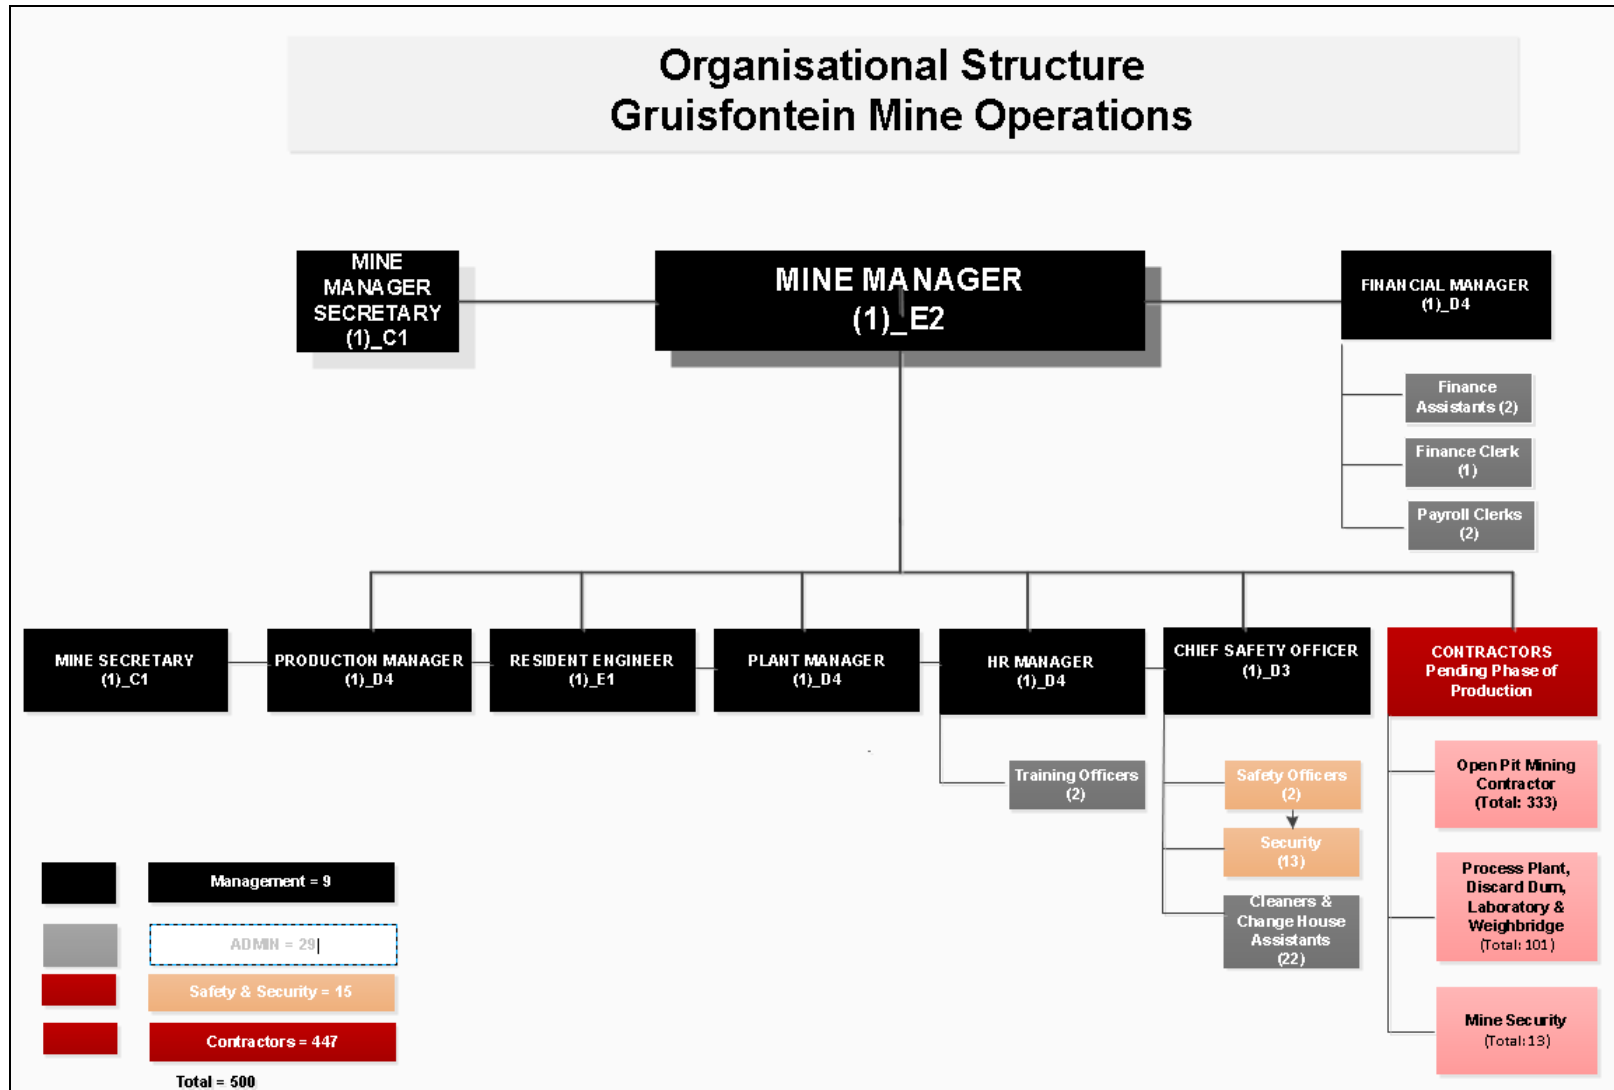 Organisational Structure
Gruisfontein Mine Operations
MINE
MANAGER
SECRETARY
(1)_C1
MINE MANAGER
(1)_E2
FINANCIAL MANAGER
(1)_D4
Finance
Assistants (2)
Finance Clerk
(1)
Payroll Clerks
(2)
MINE SECRETARY
(1)_C1
PRODUCTION MANAGER
(1)_D4
RESIDENT ENGINEER
(1)_E1
PLANT MANAGER
(1)_D4
HR MANAGER
(1)_D4
CHIEF SAFETY OFFICER
(1)_D3
CONTRACTORS
Pending Phase of
Production
Training Officers
(2)
Safety Officers
(2)
Security
(13)
Cleaners &
Change House
Assistants
(22)
Open Pit Mining
Contractor
(Total: 333)
Process Plant,
Discard Dum,
Laboratory &
Weighbridge
(Total: 101)
Mine Security
(Total: 13)
Management = 9
ADMIN = 29
Safety & Security = 15
Contractors = 447
Total = 500